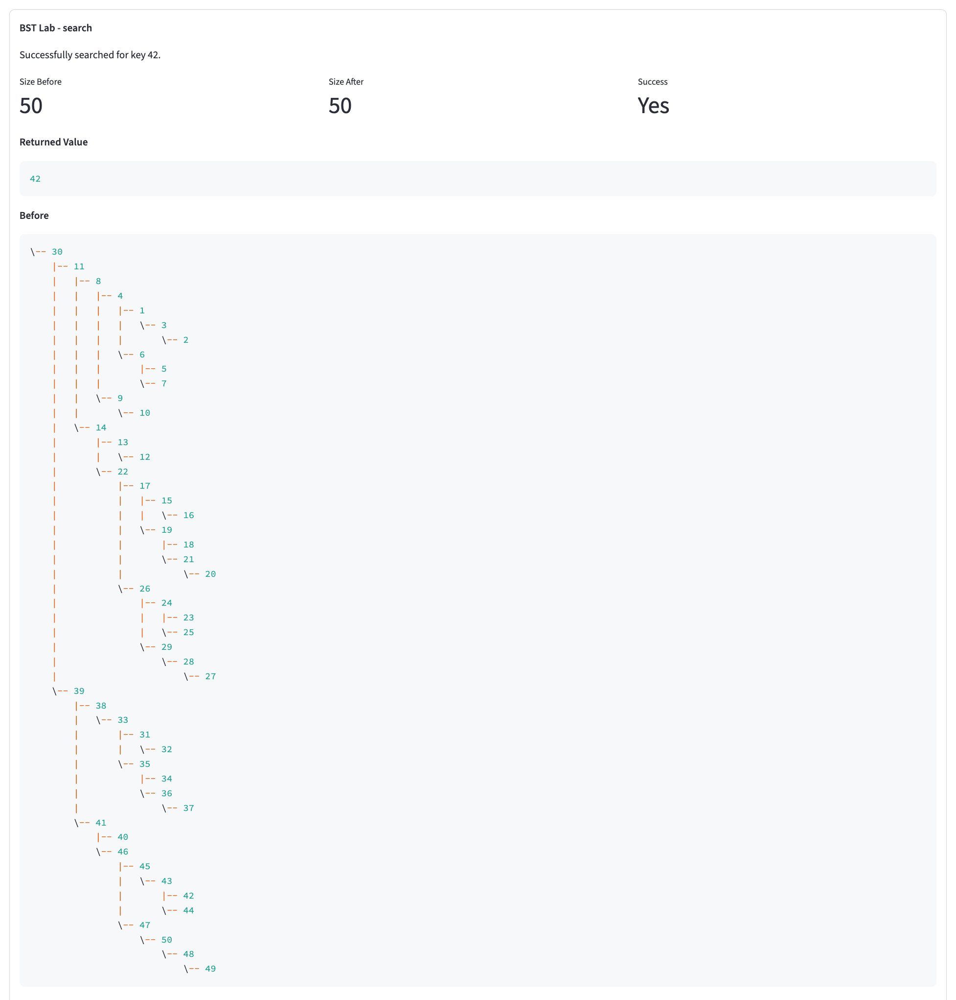 BST Lab - search
Successfully searched for key 42.
Size Before
50
Size After
50
Success
Yes
Returned Value
42
Before
\-- 30
    |-- 11
    |   |-- 8
    |   |   |-- 4
    |   |   |   |-- 1
    |   |   |   |   \-- 3
    |   |   |   |       \-- 2
    |   |   |   \-- 6
    |   |   |       |-- 5
    |   |   |       \-- 7
    |   |   \-- 9
    |   |       \-- 10
    |   \-- 14
    |       |-- 13
    |       |   \-- 12
    |       \-- 22
    |           |-- 17
    |           |   |-- 15
    |           |   |   \-- 16
    |           |   \-- 19
    |           |       |-- 18
    |           |       \-- 21
    |           |           \-- 20
    |           \-- 26
    |               |-- 24
    |               |   |-- 23
    |               |   \-- 25
    |               \-- 29
    |                   \-- 28
    |                       \-- 27
    \-- 39
        |-- 38
        |   \-- 33
        |       |-- 31
        |       |   \-- 32
        |       \-- 35
        |           |-- 34
        |           \-- 36
        |               \-- 37
        \-- 41
            |-- 40
            \-- 46
                |-- 45
                |   \-- 43
                |       |-- 42
                |       \-- 44
                \-- 47
                    \-- 50
                        \-- 48
                            \-- 49